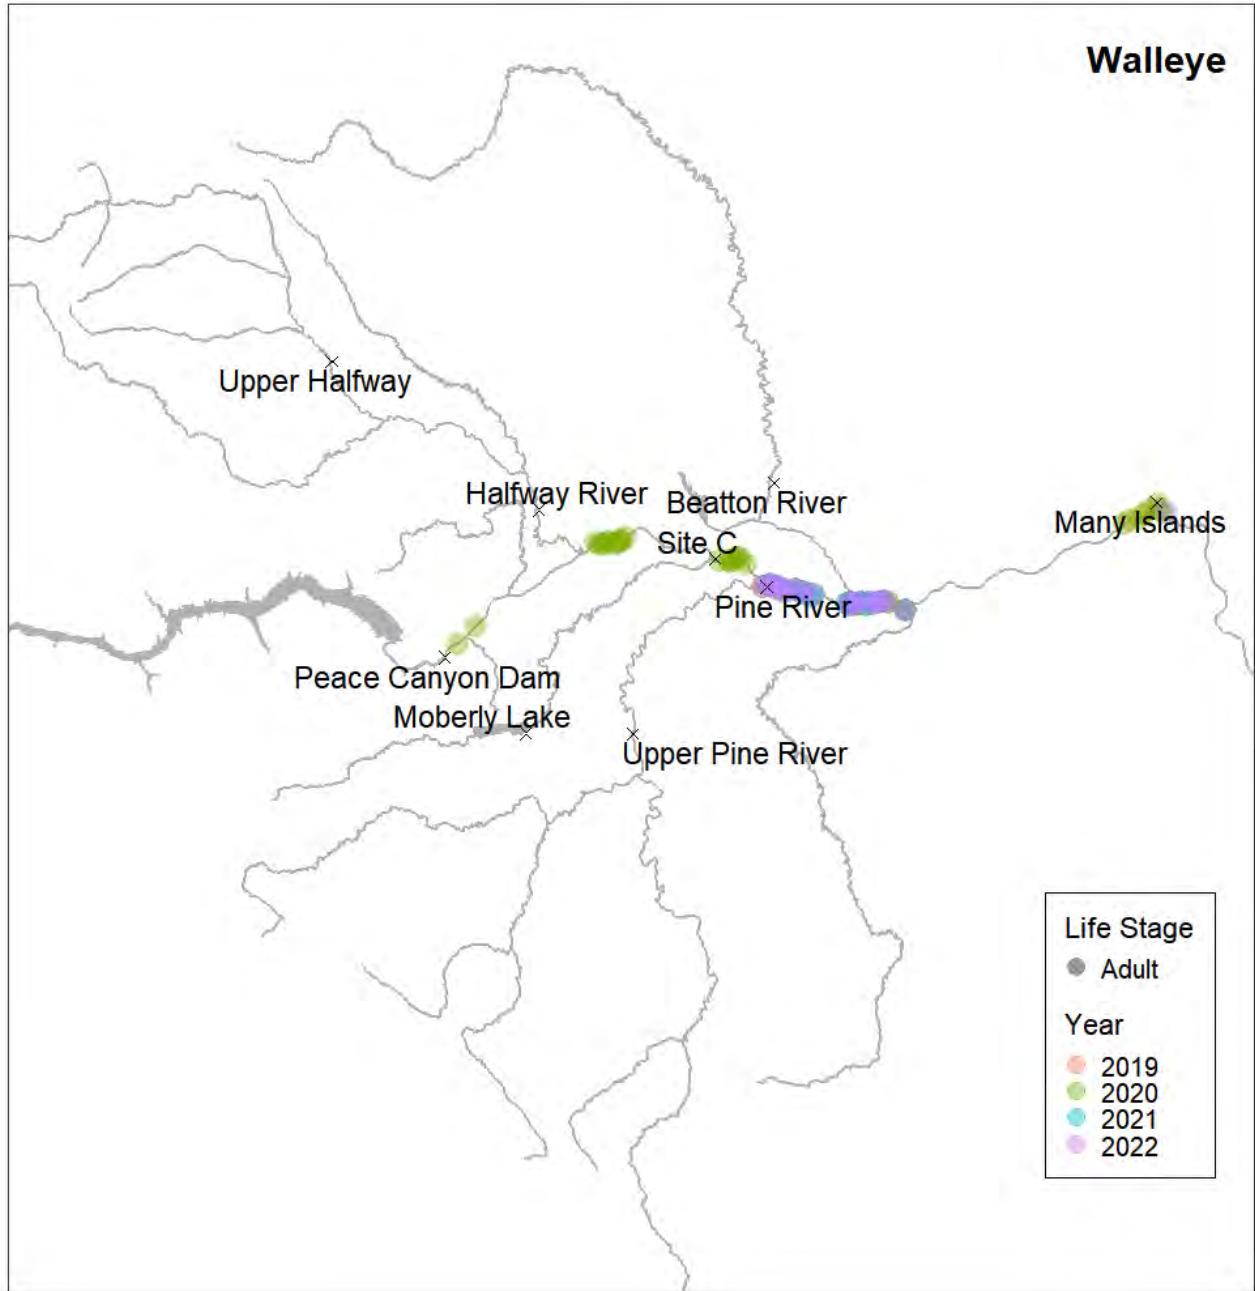 Walleye
Upper Halfway
Halfway River
Beatton River
Many Islands
Site C
Pine River
Peace Canyon Dam
Moberly Lake
Upper Pine River
Life Stage
Adult
Year
2019
2020
2021
2022